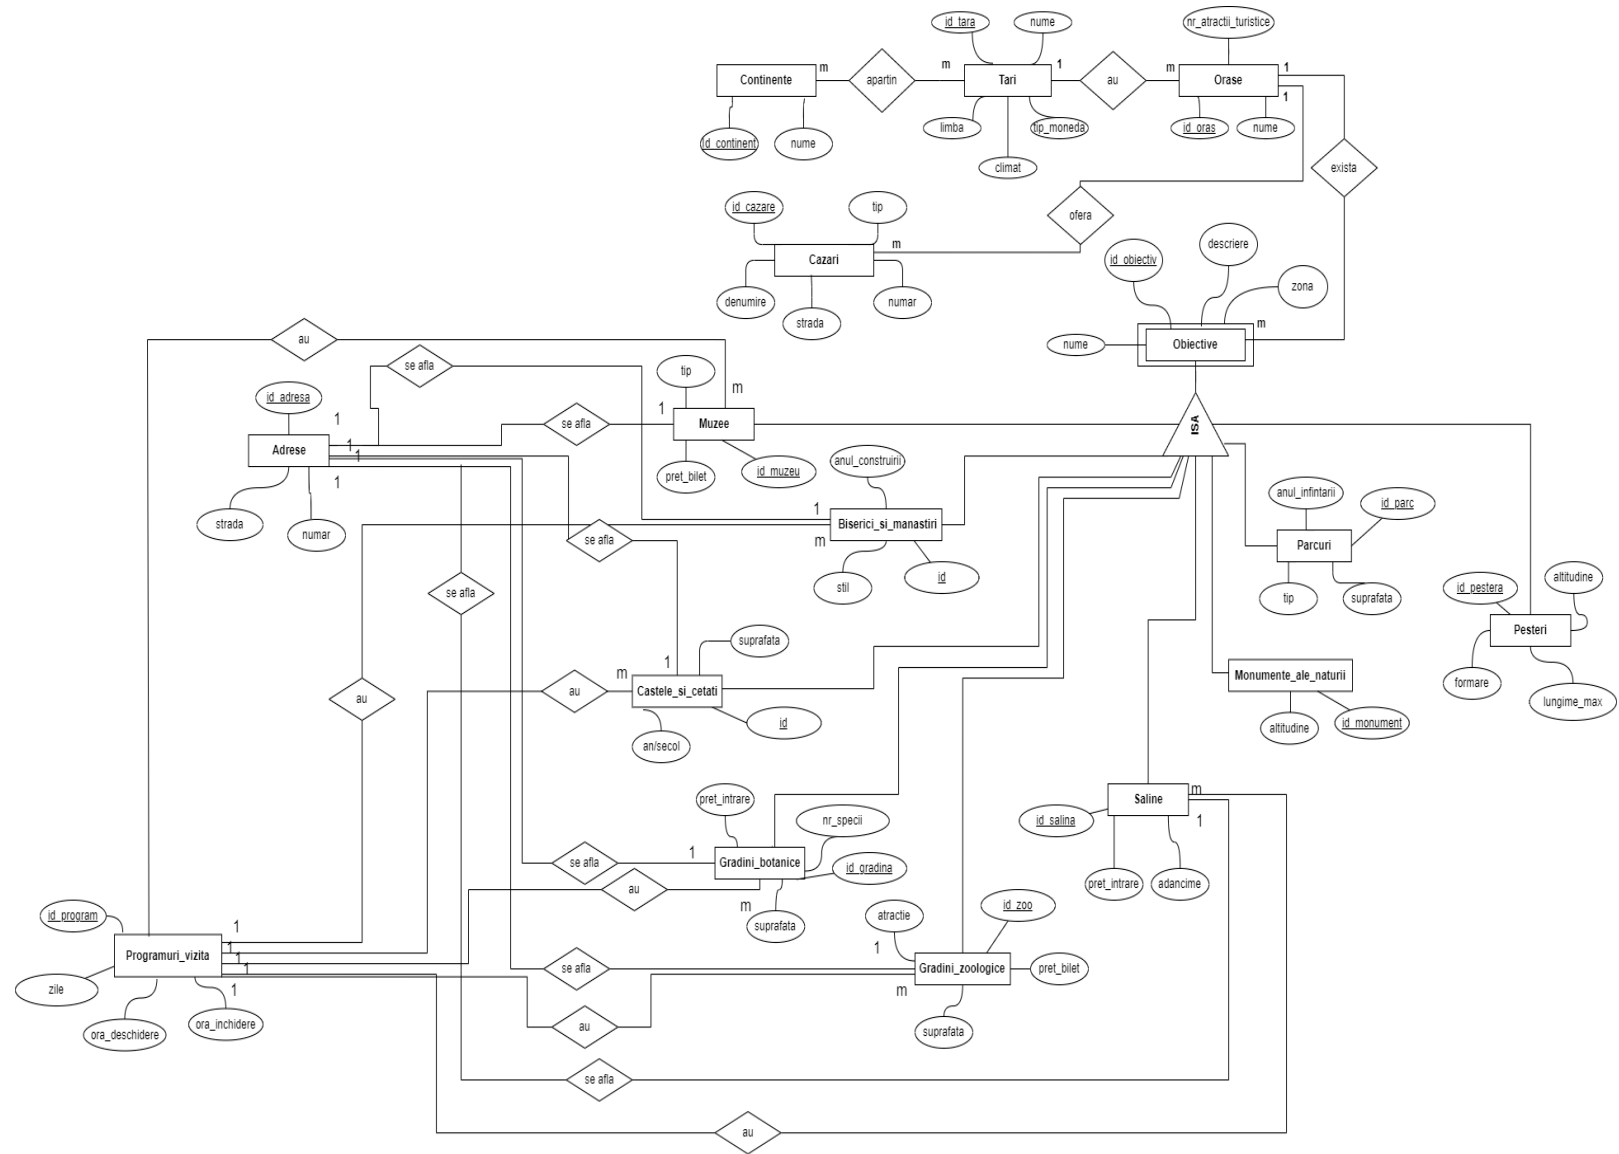 id_tara
nume
nr_atractii_turistice
Continente
m
apartin
m
Tari
1
au
m
Orase
1
1
id_continent
nume
limba
climat
tip_moneda
id_oras
nume
exista
id_cazare
tip
ofera
Cazari
m
denumire
strada
numar
id_obiectiv
descriere
zona
nume
Obiective
m
au
se afla
tip
m
id_adresa
1
Adrese
1
1
1
se afla
1
Muzee
ISA
pret_bilet
id_muzeu
strada
numar
anul_construirii
1
Biserici_si_manastiri
m
se afla
stil
id
anul_infintarii
id_parc
Parcuri
tip
suprafata
id_pestera
altitudine
Pesteri
formare
lungime_max
se afla
suprafata
1
m
au
au
Castele_si_cetati
an/secol
id
Monumente_ale_naturii
altitudine
id_monument
Saline
m
1
id_salina
pret_intrare
adancime
pret_intrare
nr_specii
se afla
1
Gradini_botanice
id_gradina
au
m
suprafata
id_program
1
1
1
1
1
Programuri_vizita
zile
ora_deschidere
ora_inchidere
atractie
id_zoo
1
se afla
Gradini_zoologice
pret_bilet
m
au
suprafata
se afla
au